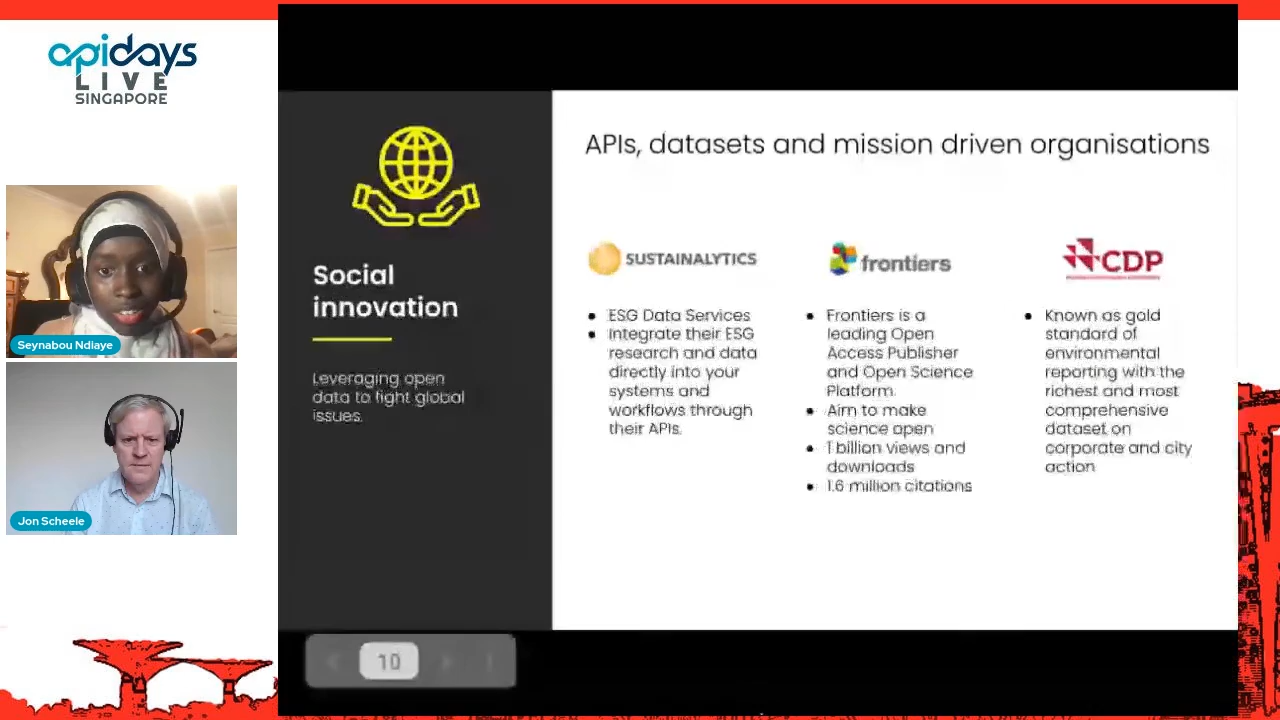 apidays
LIVE
SINGAPORE
Seynabou Ndiaye
Jon Scheele
Social
innovation
Leveraging open
data to fight global
issues.
APIs, datasets and mission driven organisations
SUSTAINALYTICS
• ESG Data Services
• Integrate their ESG
research and data
directly into your
systems and
workflows through
their APIs.
frontiers
• Frontiers is a
leading Open
Access Publisher
and Open Science
Platform.
• Aim to make
science open
• 1 billion views and
downloads
• 1.6 million citations
CDP
• Known as gold
standard of
environmental
reporting with the
richest and most
comprehensive
dataset on
corporate and city
action
10